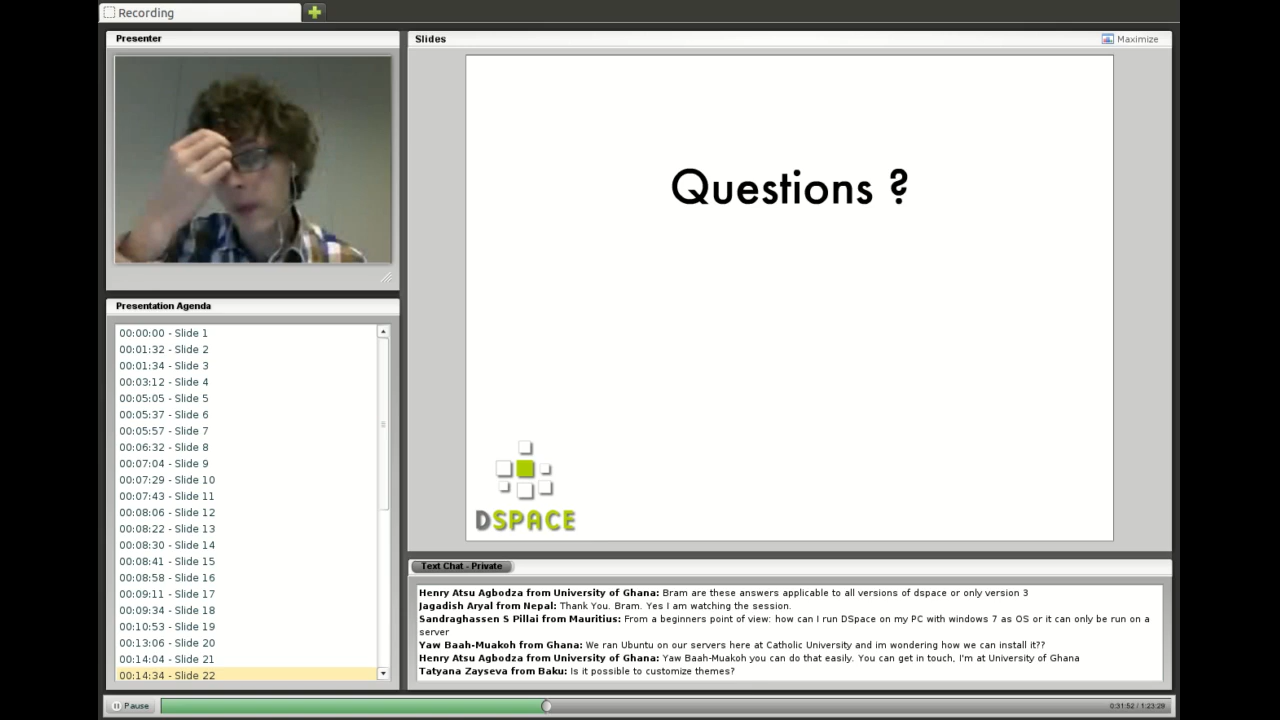 Recording
Presenter
Slides
Maximize
Questions ?
DSPACE
Presentation Agenda
00:00:00 - Slide 1
00:01:32 - Slide 2
00:01:34 - Slide 3
00:03:12 - Slide 4
00:05:05 - Slide 5
00:05:37 - Slide 6
00:05:57 - Slide 7
00:06:32 - Slide 8
00:07:04 - Slide 9
00:07:29 - Slide 10
00:07:43 - Slide 11
00:08:06 - Slide 12
00:08:22 - Slide 13
00:08:30 - Slide 14
00:08:41 - Slide 15
00:08:58 - Slide 16
00:09:11 - Slide 17
00:09:34 - Slide 18
00:10:53 - Slide 19
00:13:06 - Slide 20
00:14:04 - Slide 21
00:14:34 - Slide 22
Text Chat - Private
Henry Atsu Agbodza from University of Ghana: Bram are these answers applicable to all versions of dspace or only version 3
Jagadish Aryal from Nepal: Thank You. Bram. Yes I am watching the session.
Sandraghassen S Pillai from Mauritius: From a beginners point of view: how can I run DSpace on my PC with windows 7 as OS or it can only be run on a
server
Yaw Baah-Muakoh from Ghana: We ran Ubuntu on our servers here at Catholic University and im wondering how we can install it??
Henry Atsu Agbodza from University of Ghana: Yaw Baah-Muakoh you can do that easily. You can get in touch, I'm at University of Ghana
Tatyana Zayseva from Baku: Is it possible to customize themes?
Pause
0:31:52 / 1:23:29